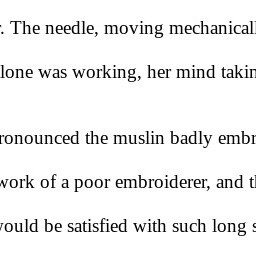 . The needle, moving mechanicall
lone was working, her mind takin
ronounced the muslin badly embr
work of a poor embroiderer, and th
would be satisfied with such long s